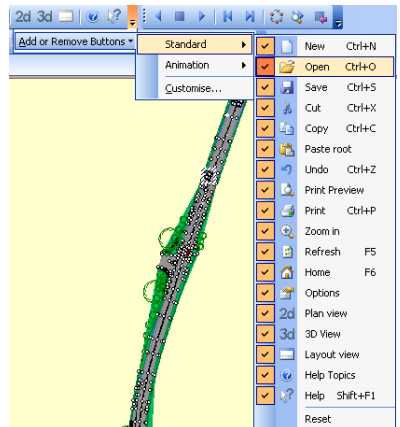 2d 3d
Add or Remove Buttons
Standard
Animation
Customise...
New Ctrl+N
Open Ctrl+O
Save Ctrl+S
Cut Ctrl+X
Copy Ctrl+C
Paste root
Undo Ctrl+Z
Print Preview
Print Ctrl+P
Zoom in
Refresh F5
Home F6
Options
2d Plan view
3d 3D View
Layout view
Help Topics
Help Shift+F1
Reset